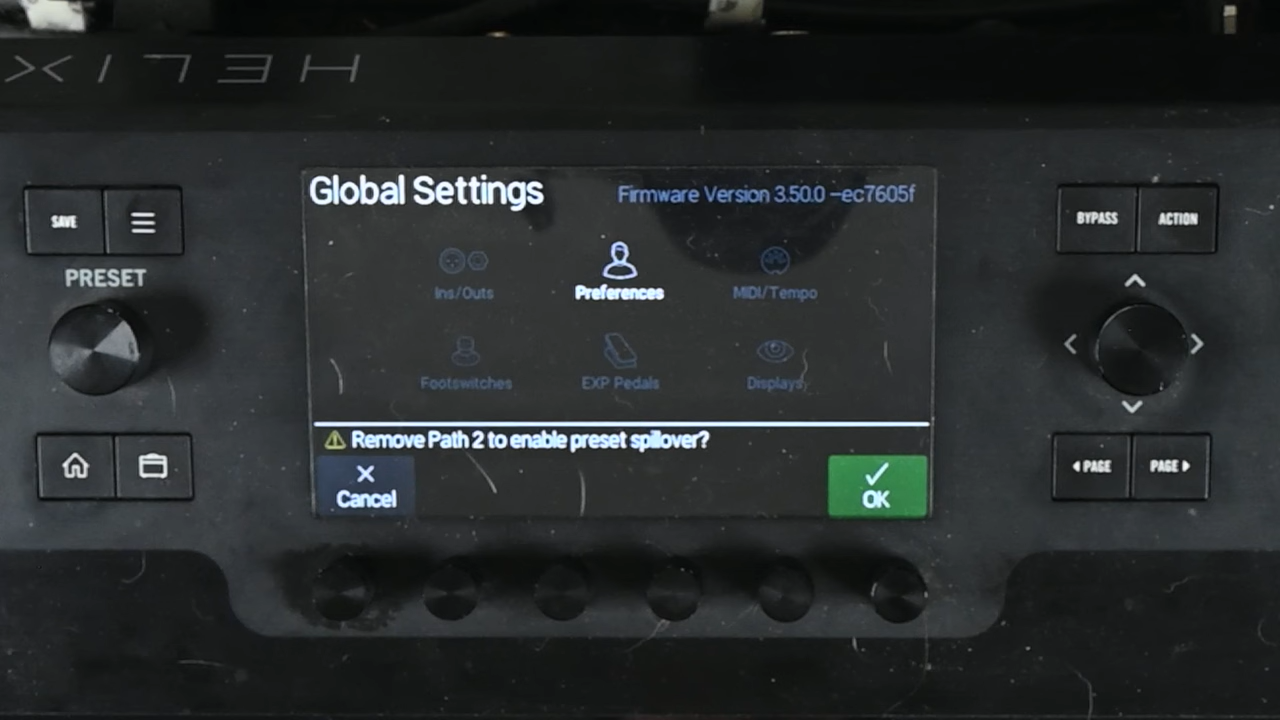 HELIX
Global Settings
Firmware Version 3.50.0 -ec7605f
SAVE
PRESET
BYPASS
ACTION
Ins/Outs
Preferences
MIDI/Tempo
Footswitches
EXP Pedals
Displays
Remove Path 2 to enable preset spillover?
Cancel
OK
PAGE
PAGE